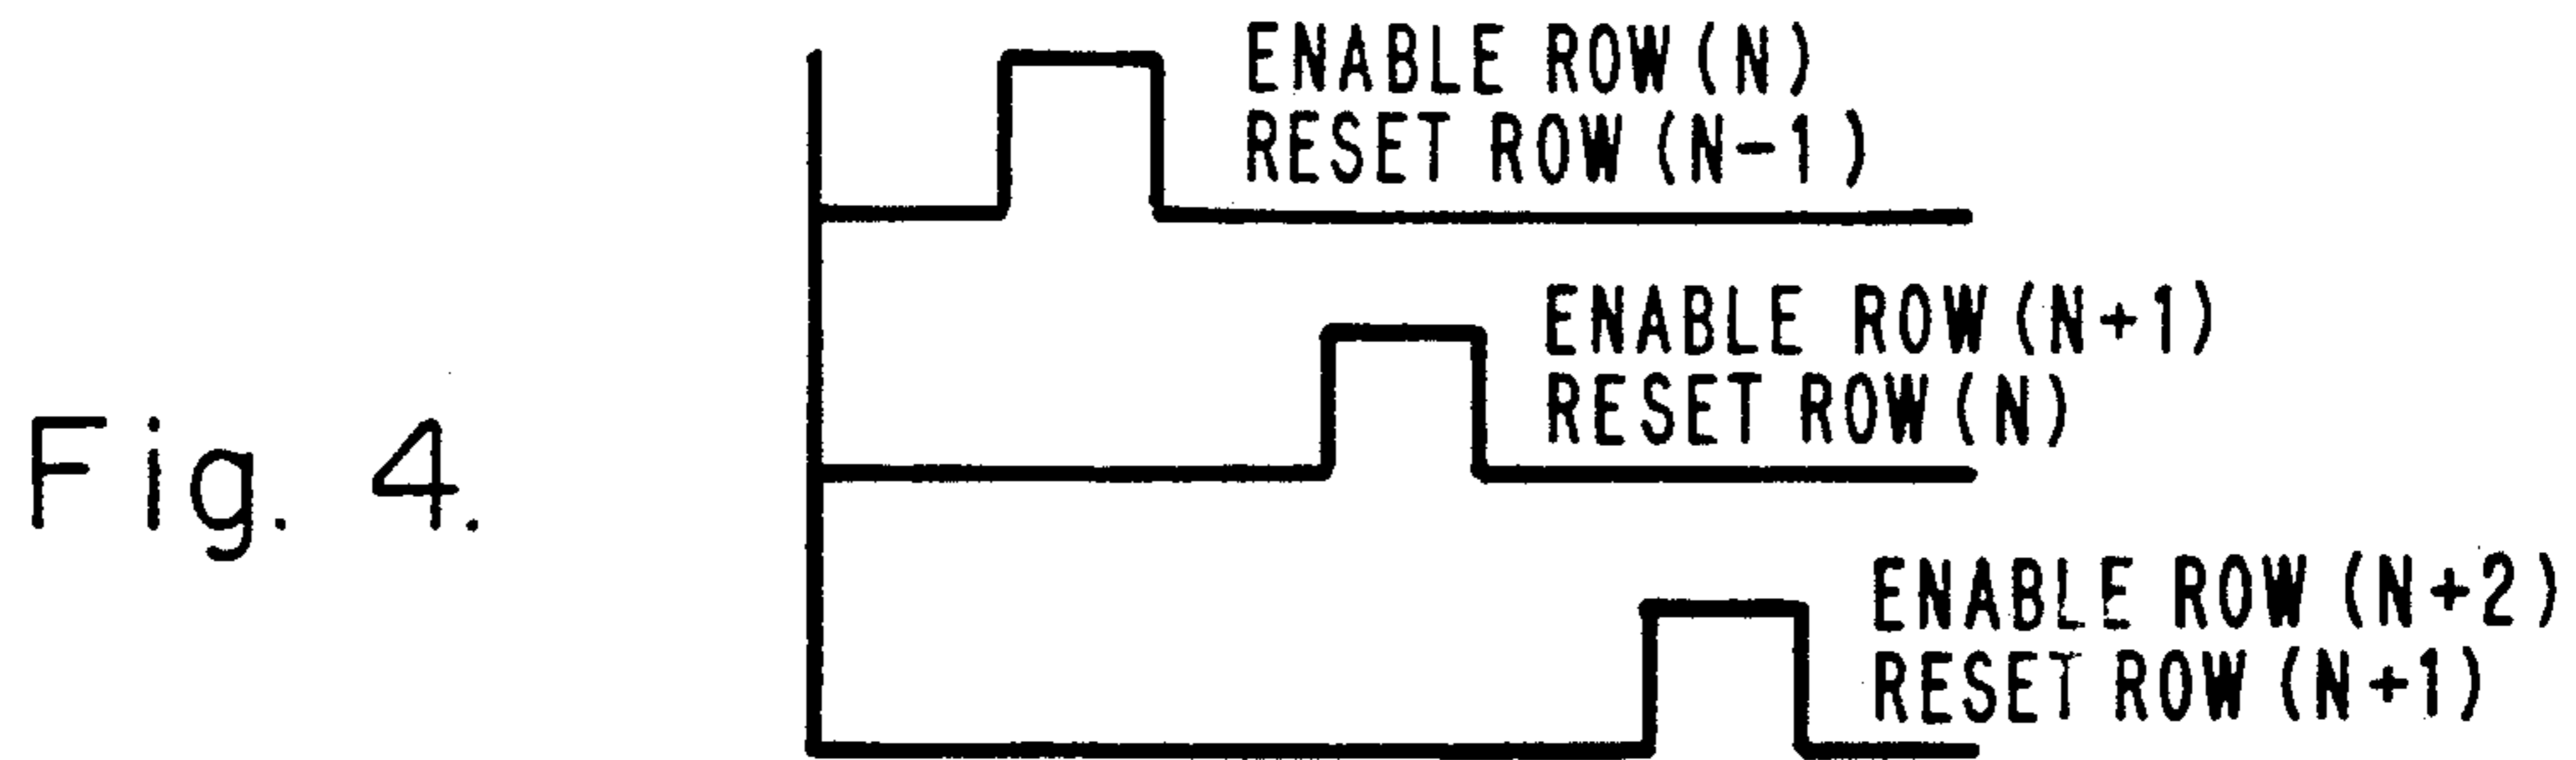 ENABLE ROW(N)
RESET ROW(N-1)
ENABLE ROW(N+1)
RESET ROW(N)
Fig. 4.
ENABLE ROW(N+2)
RESET ROW(N+1)